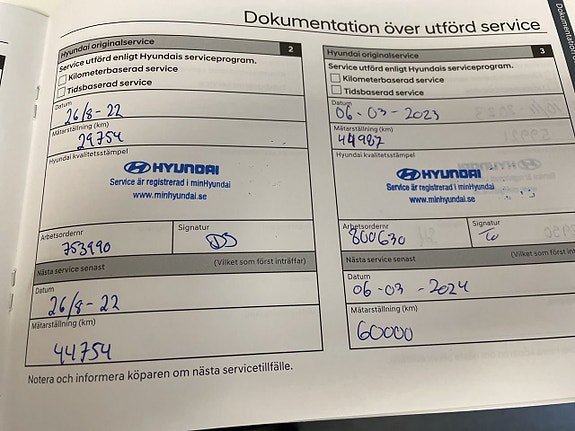 Dokumentation över utförd service
Hyundai originalservice 2
Service utförd enligt Hyundais serviceprogram.
Kilometerbaserad service
Tidsbaserad service
Datum
26/8-22
Mätarställning (km)
29754
Hyundai kvalitetsstämpel
HYUNDAI
Service är registrerad i minHyundai
www.minhyundai.se
Arbetsordernr
753990
Signatur
Nästa service senast (Vilket som först inträffar)
Datum
26/8-22
Mätarställning (km)
44754
Notera och informera köparen om nästa servicetillfälle.
Hyundai originalservice 3
Service utförd enligt Hyundais serviceprogram.
Kilometerbaserad service
Tidsbaserad service
Datum
06-03-2023
Mätarställning (km)
44987
Hyundai kvalitetsstämpel
HYUNDAI
Service är registrerad i minHyundai
www.minhyundai.se
Arbetsordernr
800630
Signatur
Nästa service senast (Vilket som först in
Datum
06-03-2024
Mätarställning (km)
60000